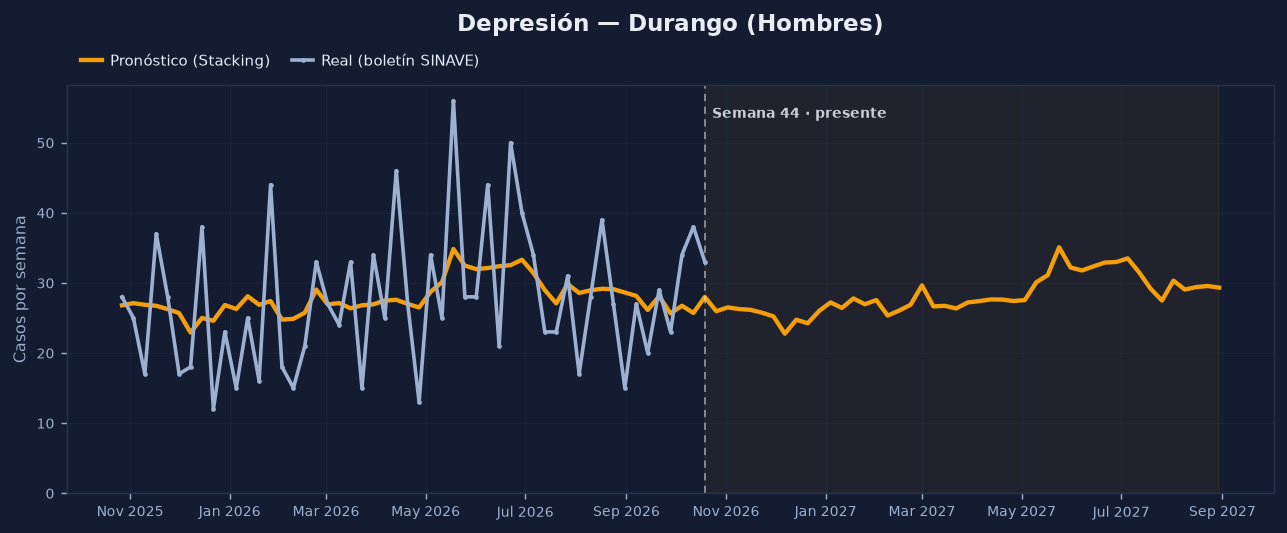 Depresión — Durango (Hombres)
Pronóstico (Stacking)
Real (boletín SINAVE)
Semana 44 · presente
Casos por semana
50
40
30
20
10
0
Nov 2025
Jan 2026
Mar 2026
May 2026
Jul 2026
Sep 2026
Nov 2026
Jan 2027
Mar 2027
May 2027
Jul 2027
Sep 2027